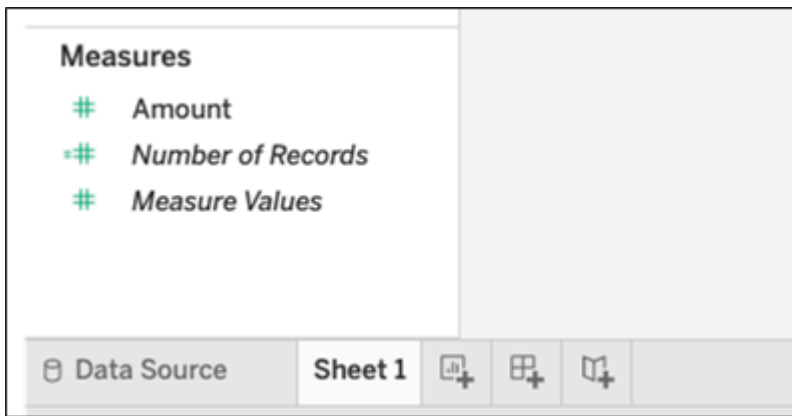 Measures
Amount
Number of Records
Measure Values
Data Source Sheet 1